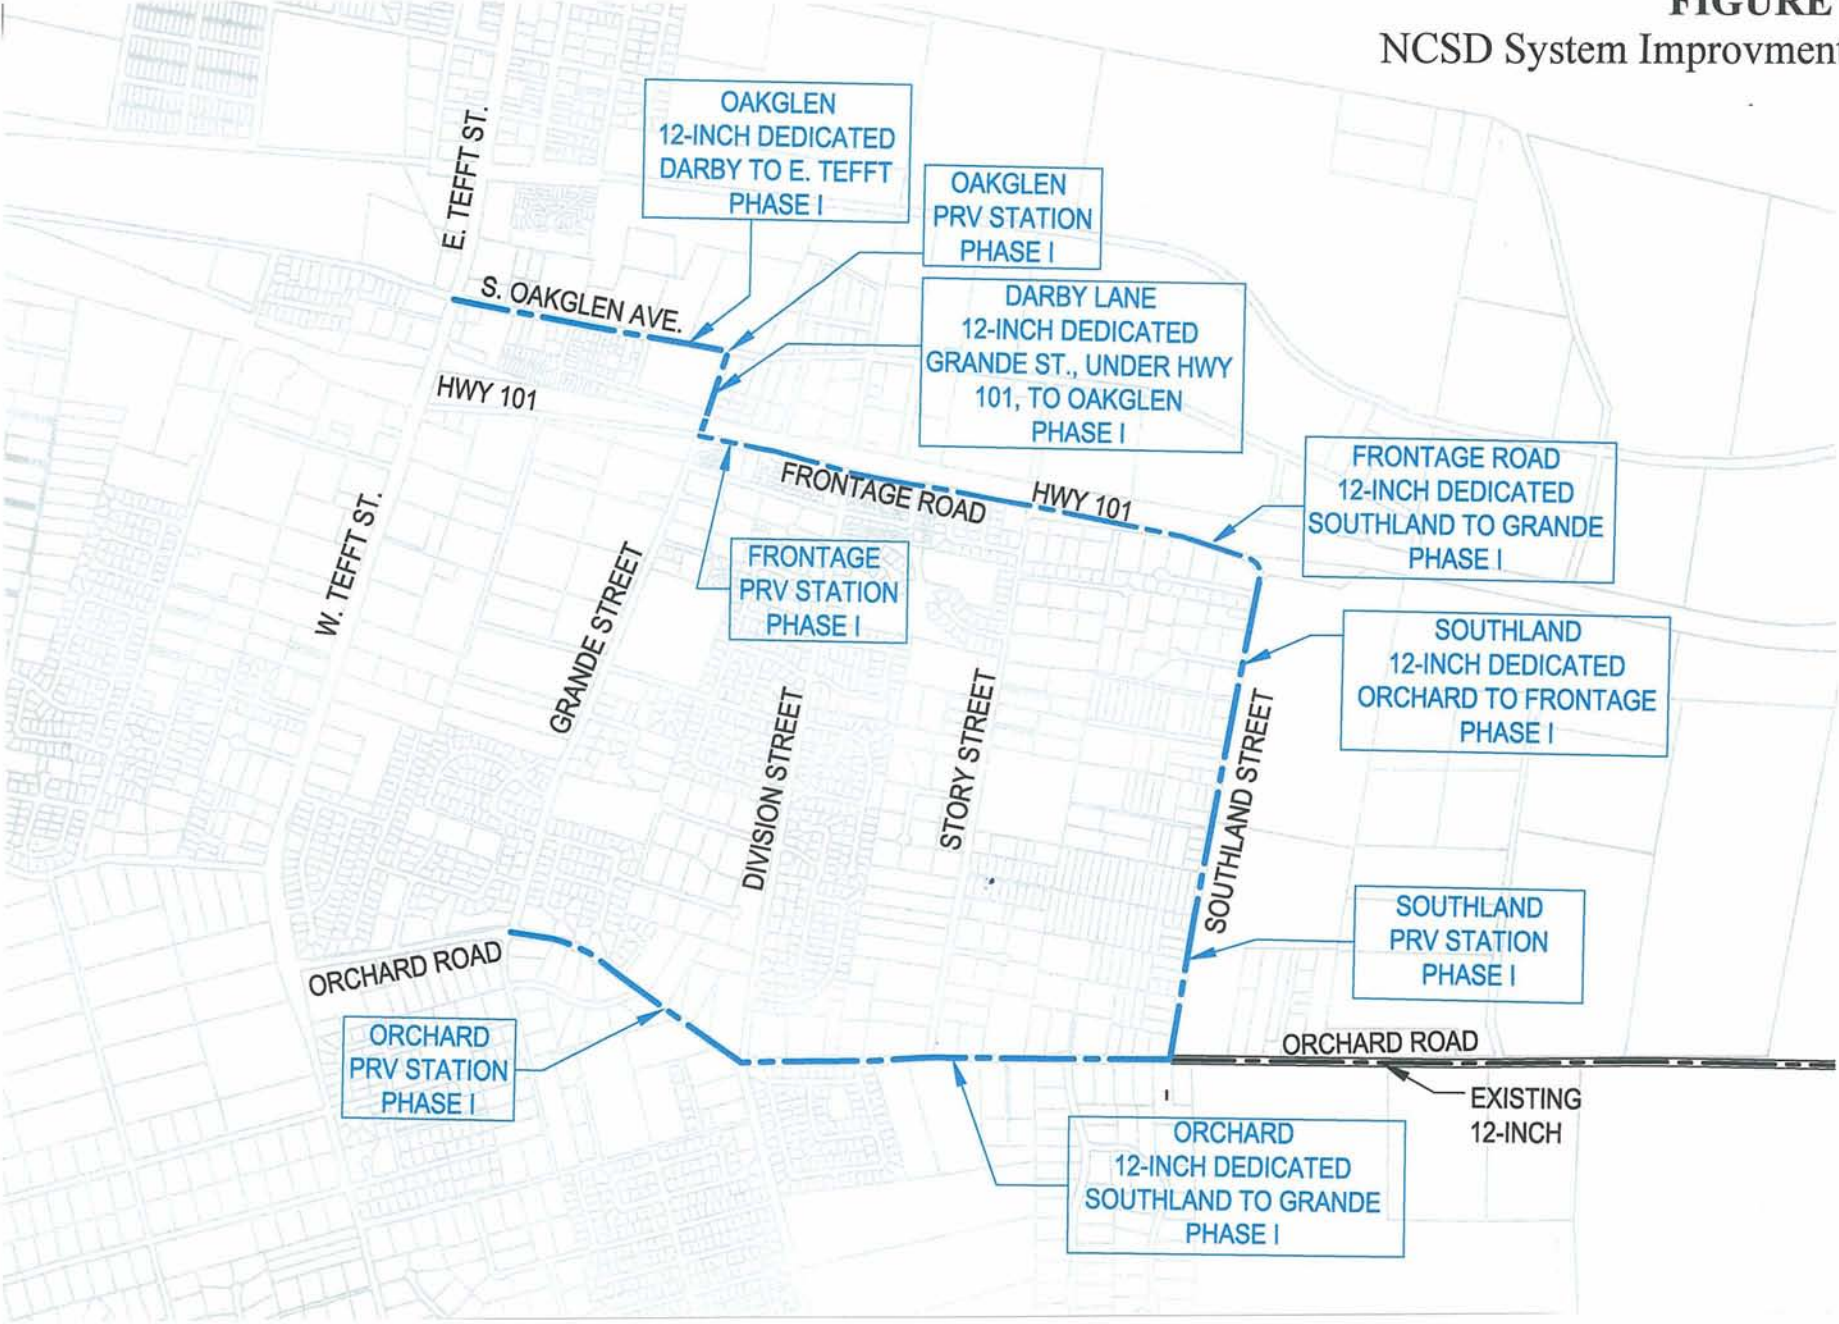 FIGURE
NCSD System Improvment
OAKGLEN
12-INCH DEDICATED
DARBY TO E. TEFFT
PHASE I
OAKGLEN
PRV STATION
PHASE I
E. TEFFT ST.
S. OAKGLEN AVE.
DARBY LANE
12-INCH DEDICATED
GRANDE ST., UNDER HWY
101, TO OAKGLEN
PHASE I
HWY 101
FRONTAGE ROAD
HWY 101
FRONTAGE ROAD
12-INCH DEDICATED
SOUTHLAND TO GRANDE
PHASE I
W. TEFFT ST.
GRANDE STREET
FRONTAGE
PRV STATION
PHASE I
SOUTHLAND
12-INCH DEDICATED
ORCHARD TO FRONTAGE
PHASE I
DIVISION STREET
STORY STREET
SOUTHLAND STREET
SOUTHLAND
PRV STATION
PHASE I
ORCHARD ROAD
ORCHARD
PRV STATION
PHASE I
ORCHARD ROAD
EXISTING
12-INCH
ORCHARD
12-INCH DEDICATED
SOUTHLAND TO GRANDE
PHASE I